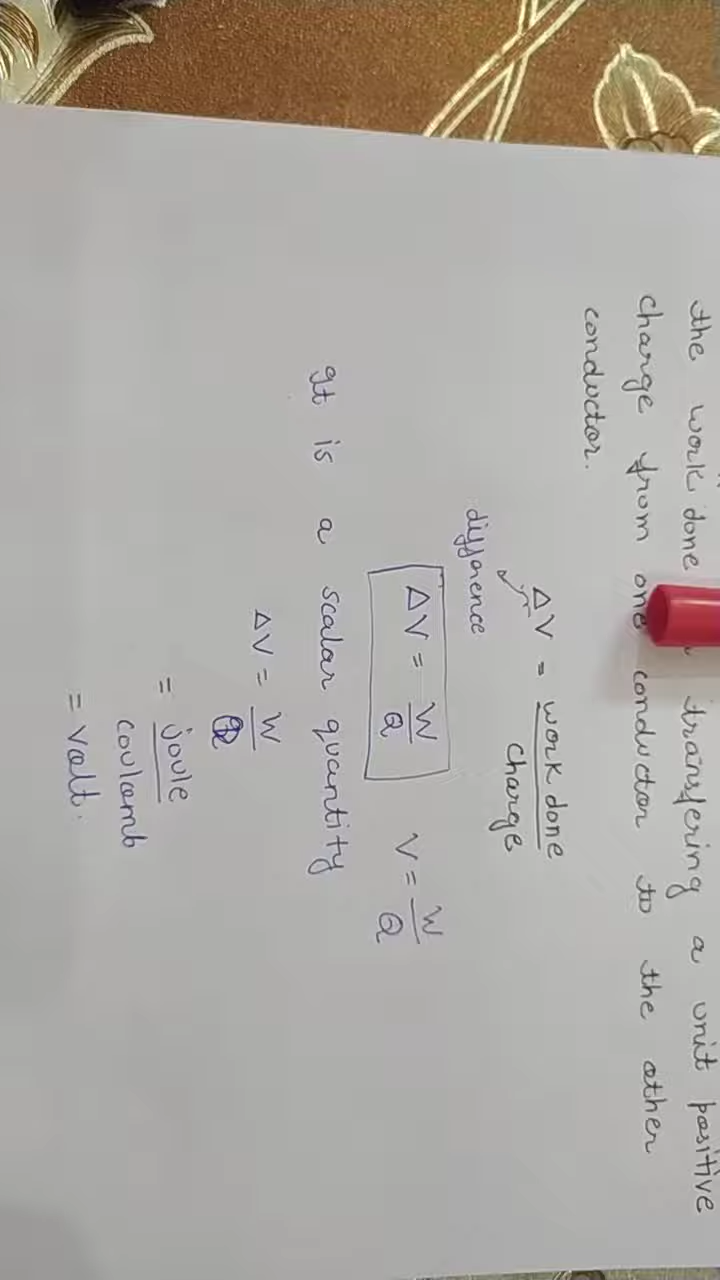 the work done transfering a unit positive
charge from one conductor to the other
conductor.
ΔV = work done
charge
difference
ΔV = W
Q
V = W
Q
It is a scalar quantity
ΔV = W
Q
= joule
coulomb
= Volt.